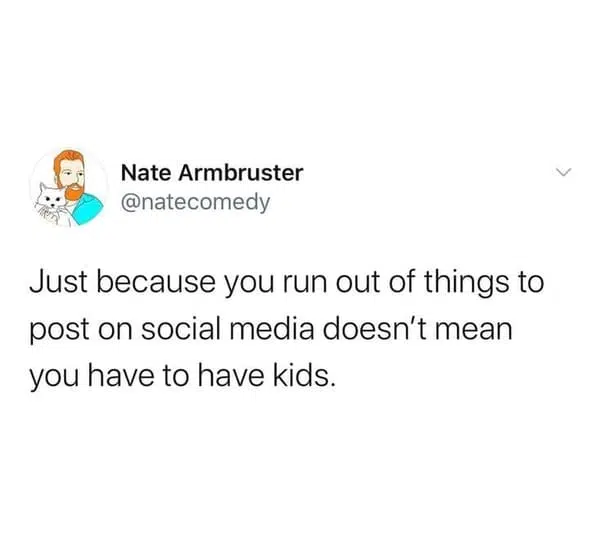 Nate Armbruster
@natecomedy
Just because you run out of things to
post on social media doesn’t mean
you have to have kids.